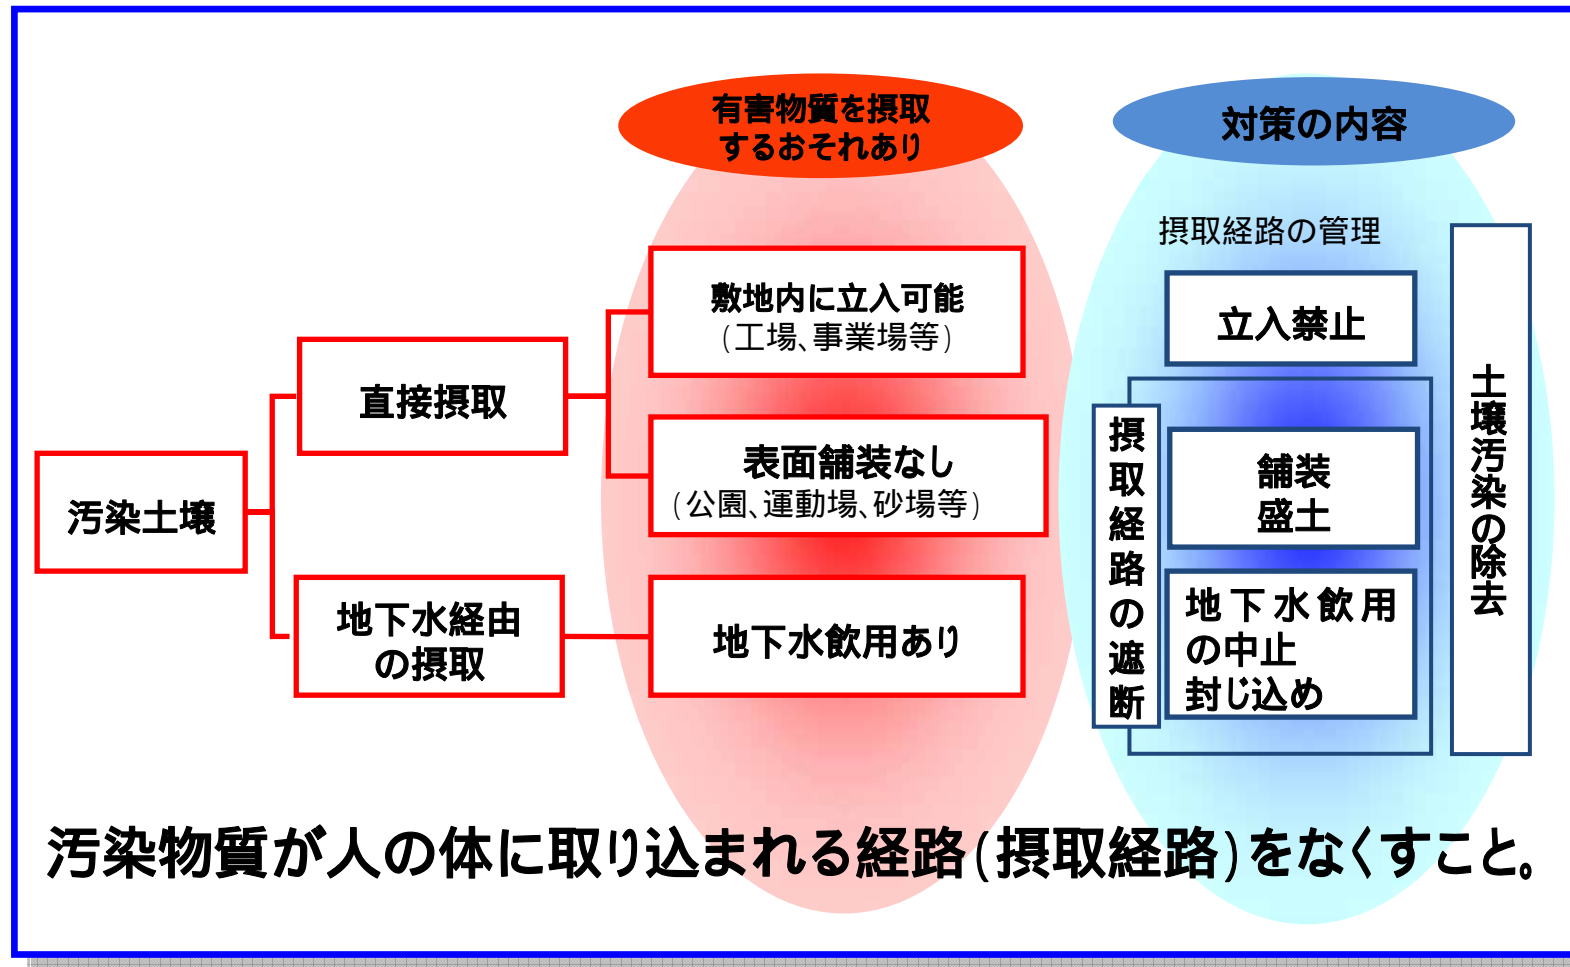 有害物質を摂取
するおそれあり
対策の内容
摂取経路の管理
敷地内に立入可能
(工場、事業場等)
立入禁止
直接摂取
表面舗装なし
(公園、運動場、砂場等)
汚染土壌
地下水経由
の摂取
地下水飲用あり
摂取経路の遮断
舗装
盛土
地下水飲用
の中止
封じ込め
土壌汚染の除去
汚染物質が人の体に取り込まれる経路(摂取経路)をなくすこと。